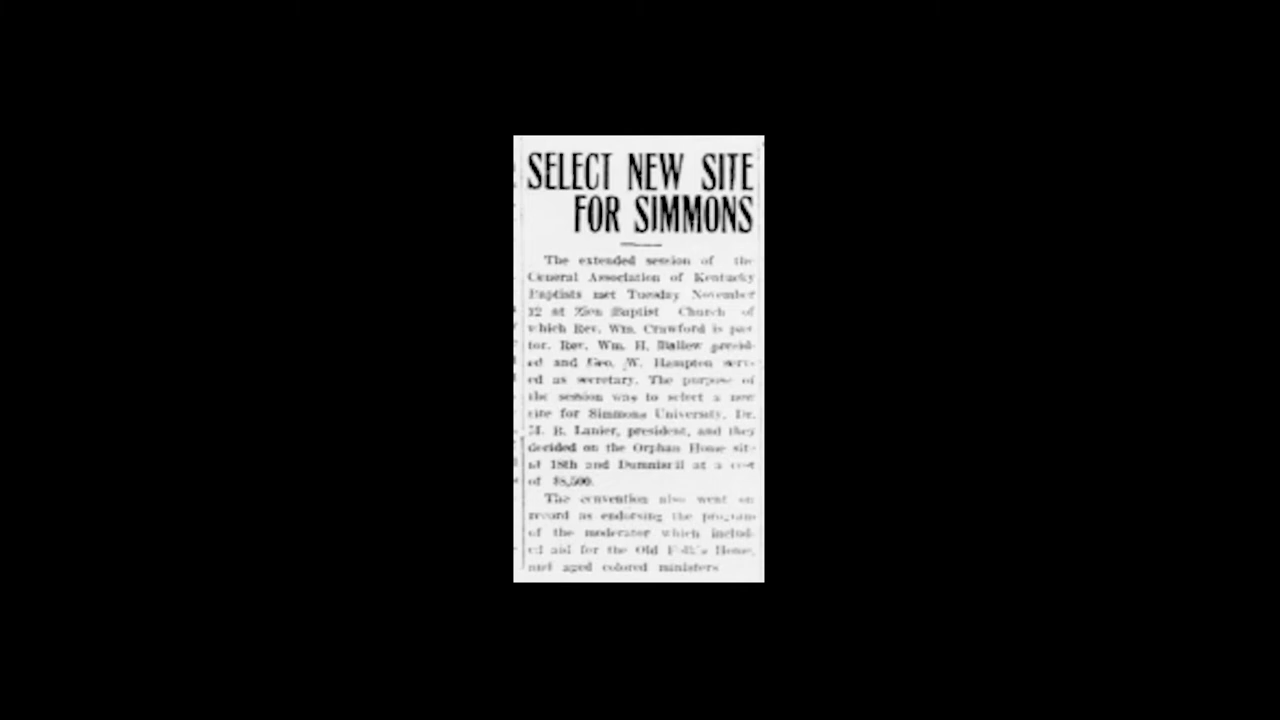 SELECT NEW SITE
FOR SIMMONS
The extended session of the
General Association of Kentucky
Baptists met Tuesday November
12 at Zion Baptist Church of
which Rev. Wm. Crawford is pas-
tor. Rev. Wm. H. Ballew presid-
ed and Geo. W. Hampton serv-
ed as secretary. The purpose of
the session was to select a new
site for Simmons University, Dr.
M. B. Lanier, president, and they
decided on the Orphan Home site
at 18th and Dumnisril at a cost
of $8,500.
The convention also went on
record as endorsing the program
of the moderator which includ-
ed aid for the Old Folk's Home,
and aged colored ministers